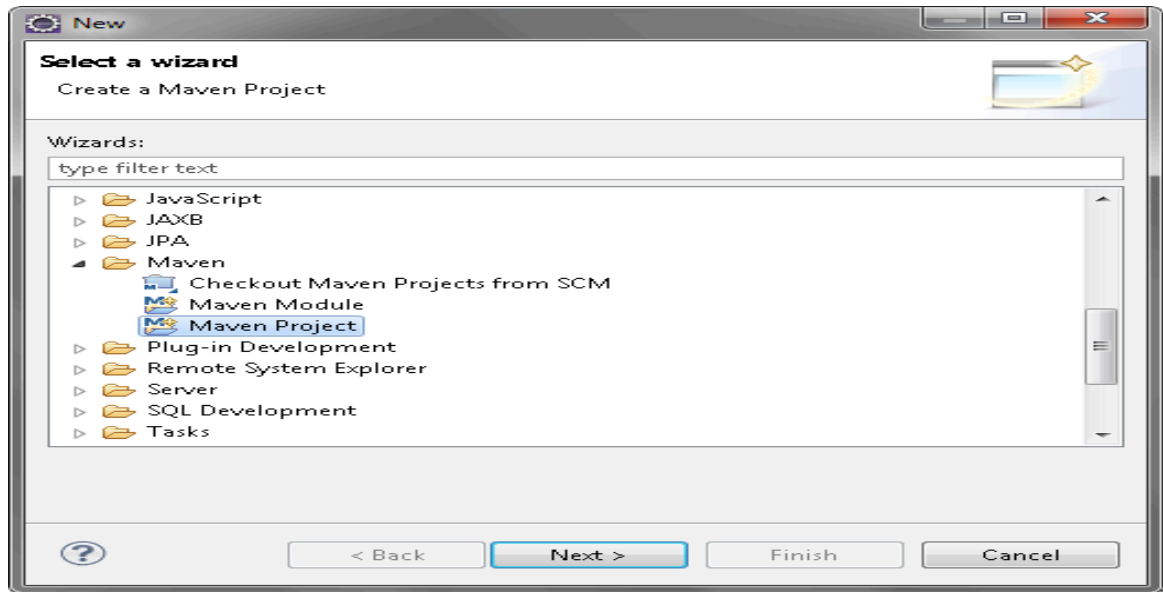 New
Select a wizard
Create a Maven Project
Wizards:
type filter text
JavaScript
JAXB
JPA
Maven
Checkout Maven Projects from SCM
Maven Module
Maven Project
Plug-in Development
Remote System Explorer
Server
SQL Development
Tasks
? < Back Next > Finish Cancel